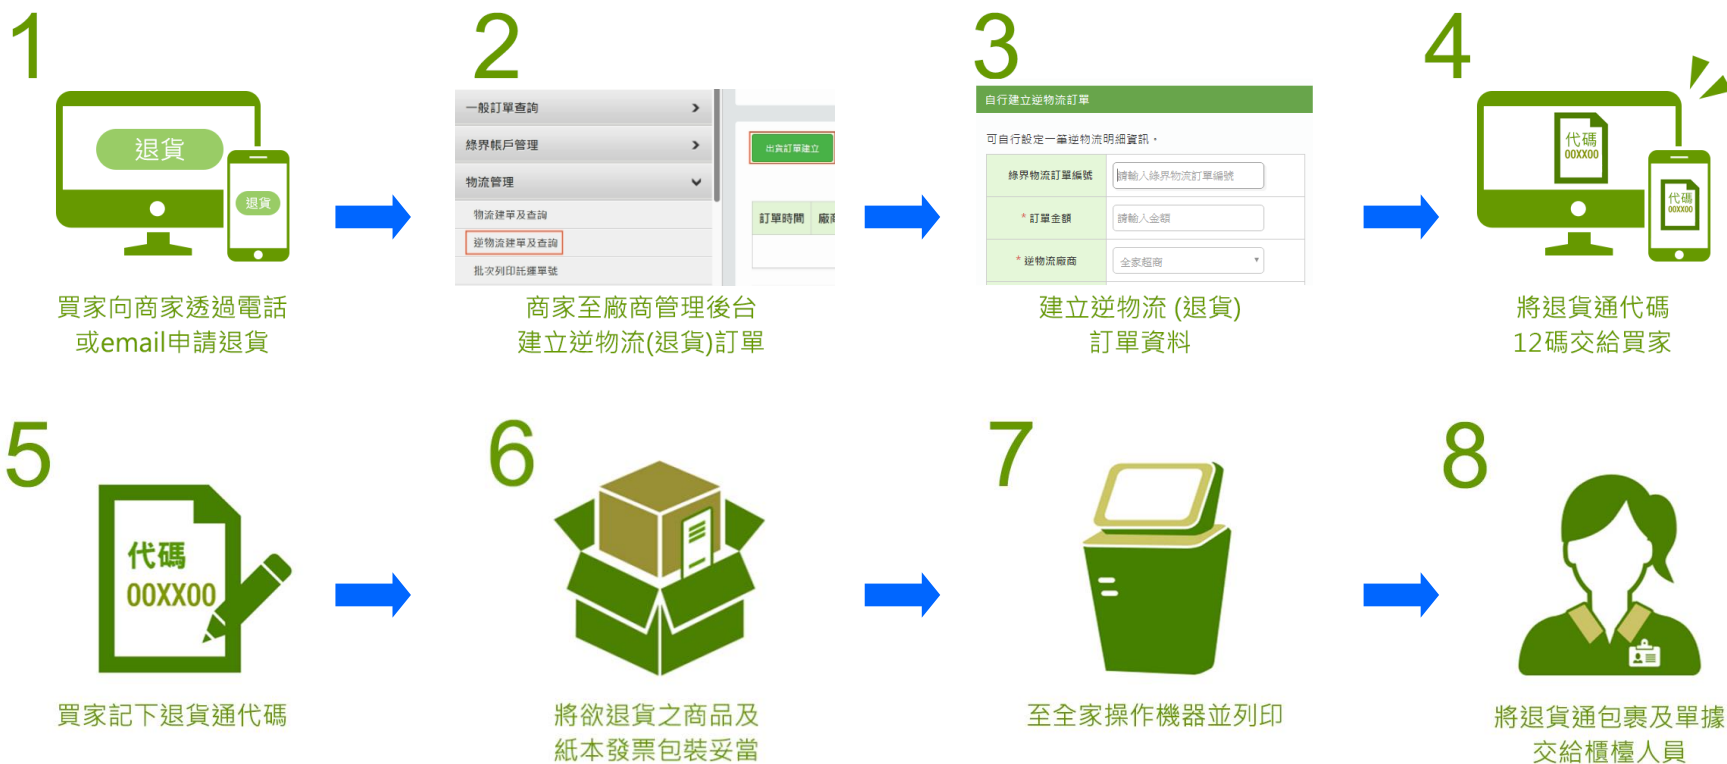 1
退貨
退貨
買家向商家透過電話
或email申請退貨
2
一般訂單查詢
綠界帳戶管理
物流管理
物流建單及查詢
逆物流建單及查詢
批次列印託運單號
出貨訂單建立
訂單時間 廠商
商家至廠商管理後台
建立逆物流(退貨)訂單
3
自行建立逆物流訂單
可自行設定一筆逆物流明細資訊。
綠界物流訂單編號 請輸入綠界物流訂單編號
* 訂單金額 請輸入金額
* 逆物流廠商 全家超商
建立逆物流 (退貨)
訂單資料
4
代碼
00XX00
代碼
00XX00
將退貨通代碼
12碼交給買家
5
代碼
00XX00
買家記下退貨通代碼
6
將欲退貨之商品及
紙本發票包裝妥當
7
至全家操作機器並列印
8
將退貨通包裹及單據
交給櫃檯人員